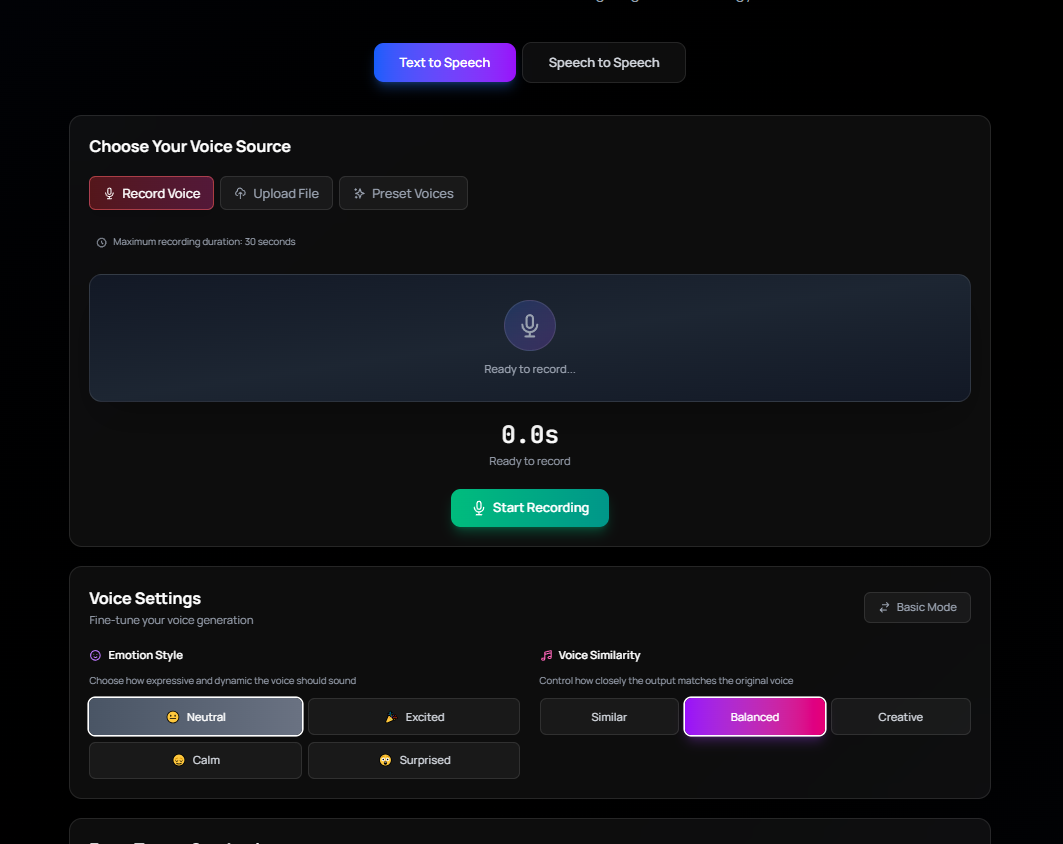 Text to Speech
Speech to Speech
Choose Your Voice Source
Record Voice
Upload File
Preset Voices
Maximum recording duration: 30 seconds
Ready to record...
0.0s
Ready to record
Start Recording
Voice Settings
Fine-tune your voice generation
Basic Mode
Emotion Style
Choose how expressive and dynamic the voice should sound
Neutral
Excited
Calm
Surprised
Voice Similarity
Control how closely the output matches the original voice
Similar
Balanced
Creative